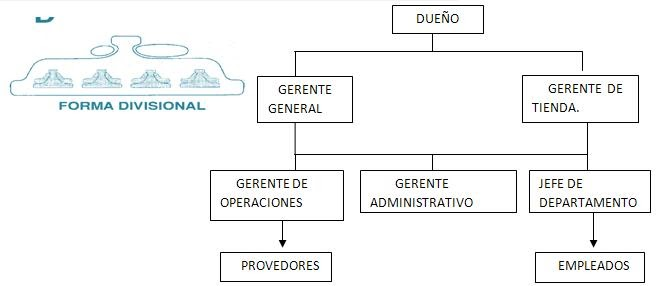 DUEÑO
FORMA DIVISIONAL
GERENTE
GENERAL
GERENTE DE
TIENDA.
GERENTE DE
OPERACIONES
GERENTE
ADMINISTRATIVO
JEFE DE
DEPARTAMENTO
PROVEDORES
EMPLEADOS